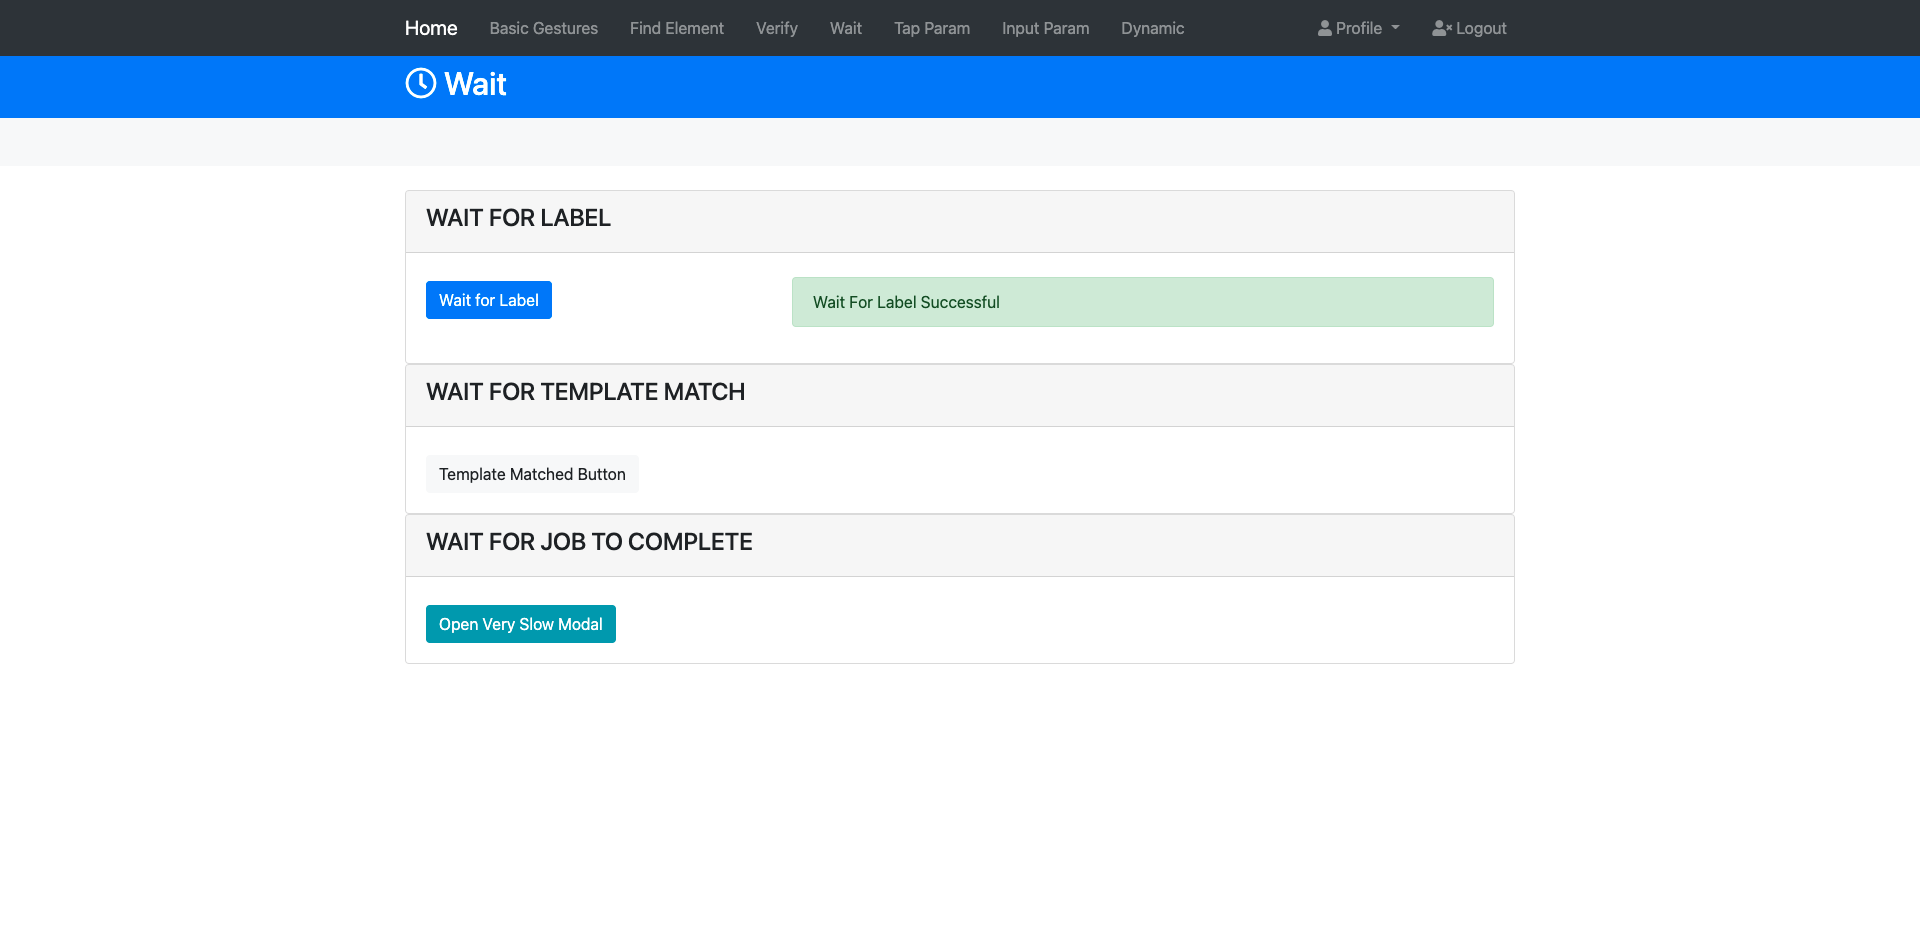 Home Basic Gestures Find Element Verify Wait Tap Param Input Param Dynamic Profile Logout
Wait
WAIT FOR LABEL
Wait for Label Wait For Label Successful
WAIT FOR TEMPLATE MATCH
Template Matched Button
WAIT FOR JOB TO COMPLETE
Open Very Slow Modal